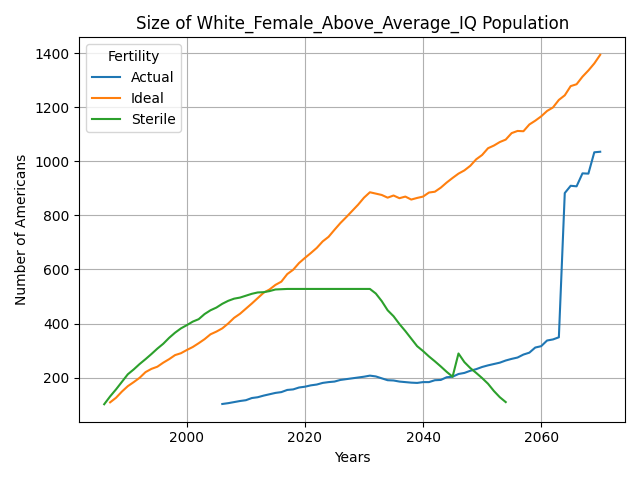 Size of White_Female_Above_Average_IQ Population
Fertility
Actual
Ideal
Sterile
1400
1200
1000
800
600
400
200
Number of Americans
2000
2020
2040
2060
Years